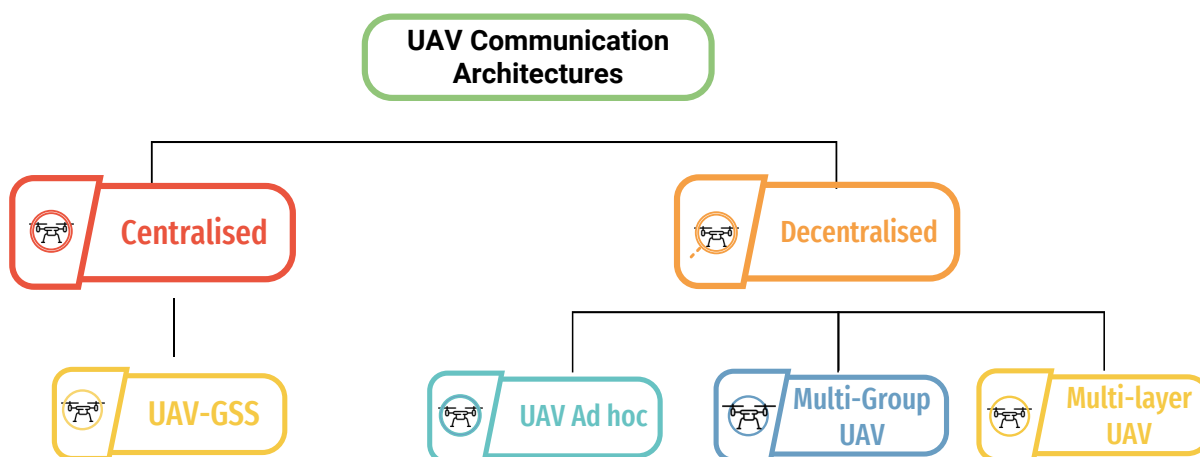 UAV Communication
Architectures
Centralised
Decentralised
UAV-GSS
UAV Ad hoc
Multi-Group
UAV
Multi-layer
UAV